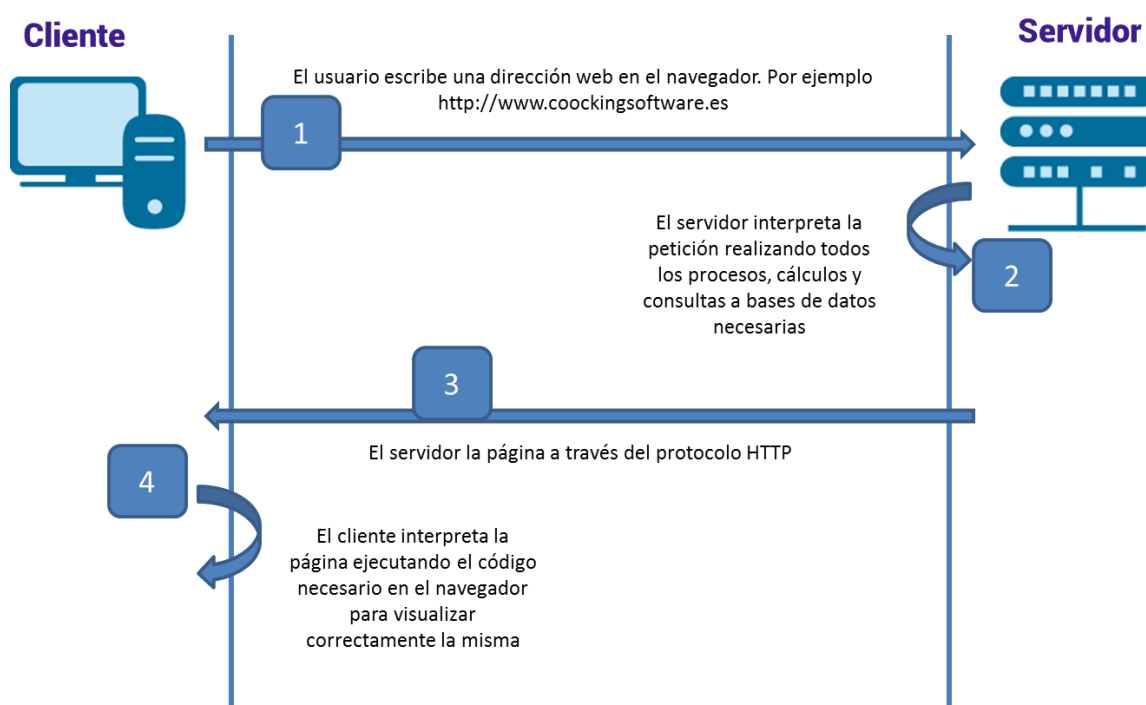 Cliente
Servidor
El usuario escribe una dirección web en el navegador. Por ejemplo
http://www.coockingsoftware.es
1
El servidor interpreta la
petición realizando todos
los procesos, cálculos y
consultas a bases de datos
necesarias
2
3
El servidor la página a través del protocolo HTTP
4
El cliente interpreta la
página ejecutando el código
necesario en el navegador
para visualizar
correctamente la misma